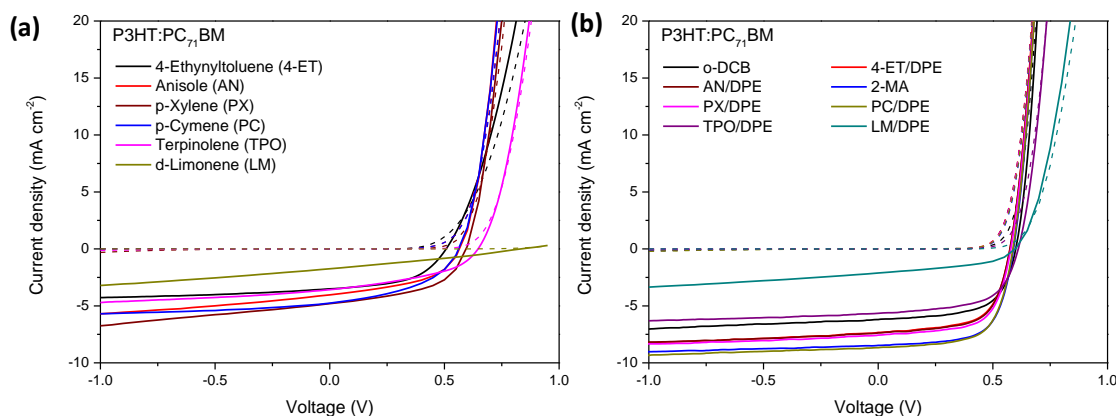 (a)
P3HT:PC71BM
4-Ethynyltoluene (4-ET)
Anisole (AN)
p-Xylene (PX)
p-Cymene (PC)
Terpinolene (TPO)
d-Limonene (LM)
Current density (mA cm-2)
20
15
10
5
0
-5
-10
-1.0 -0.5 0.0 0.5 1.0
Voltage (V)
(b)
P3HT:PC71BM
o-DCB 4-ET/DPE
AN/DPE 2-MA
PX/DPE PC/DPE
TPO/DPE LM/DPE
Current density (mA cm-2)
20
15
10
5
0
-5
-10
-1.0 -0.5 0.0 0.5 1.0
Voltage (V)